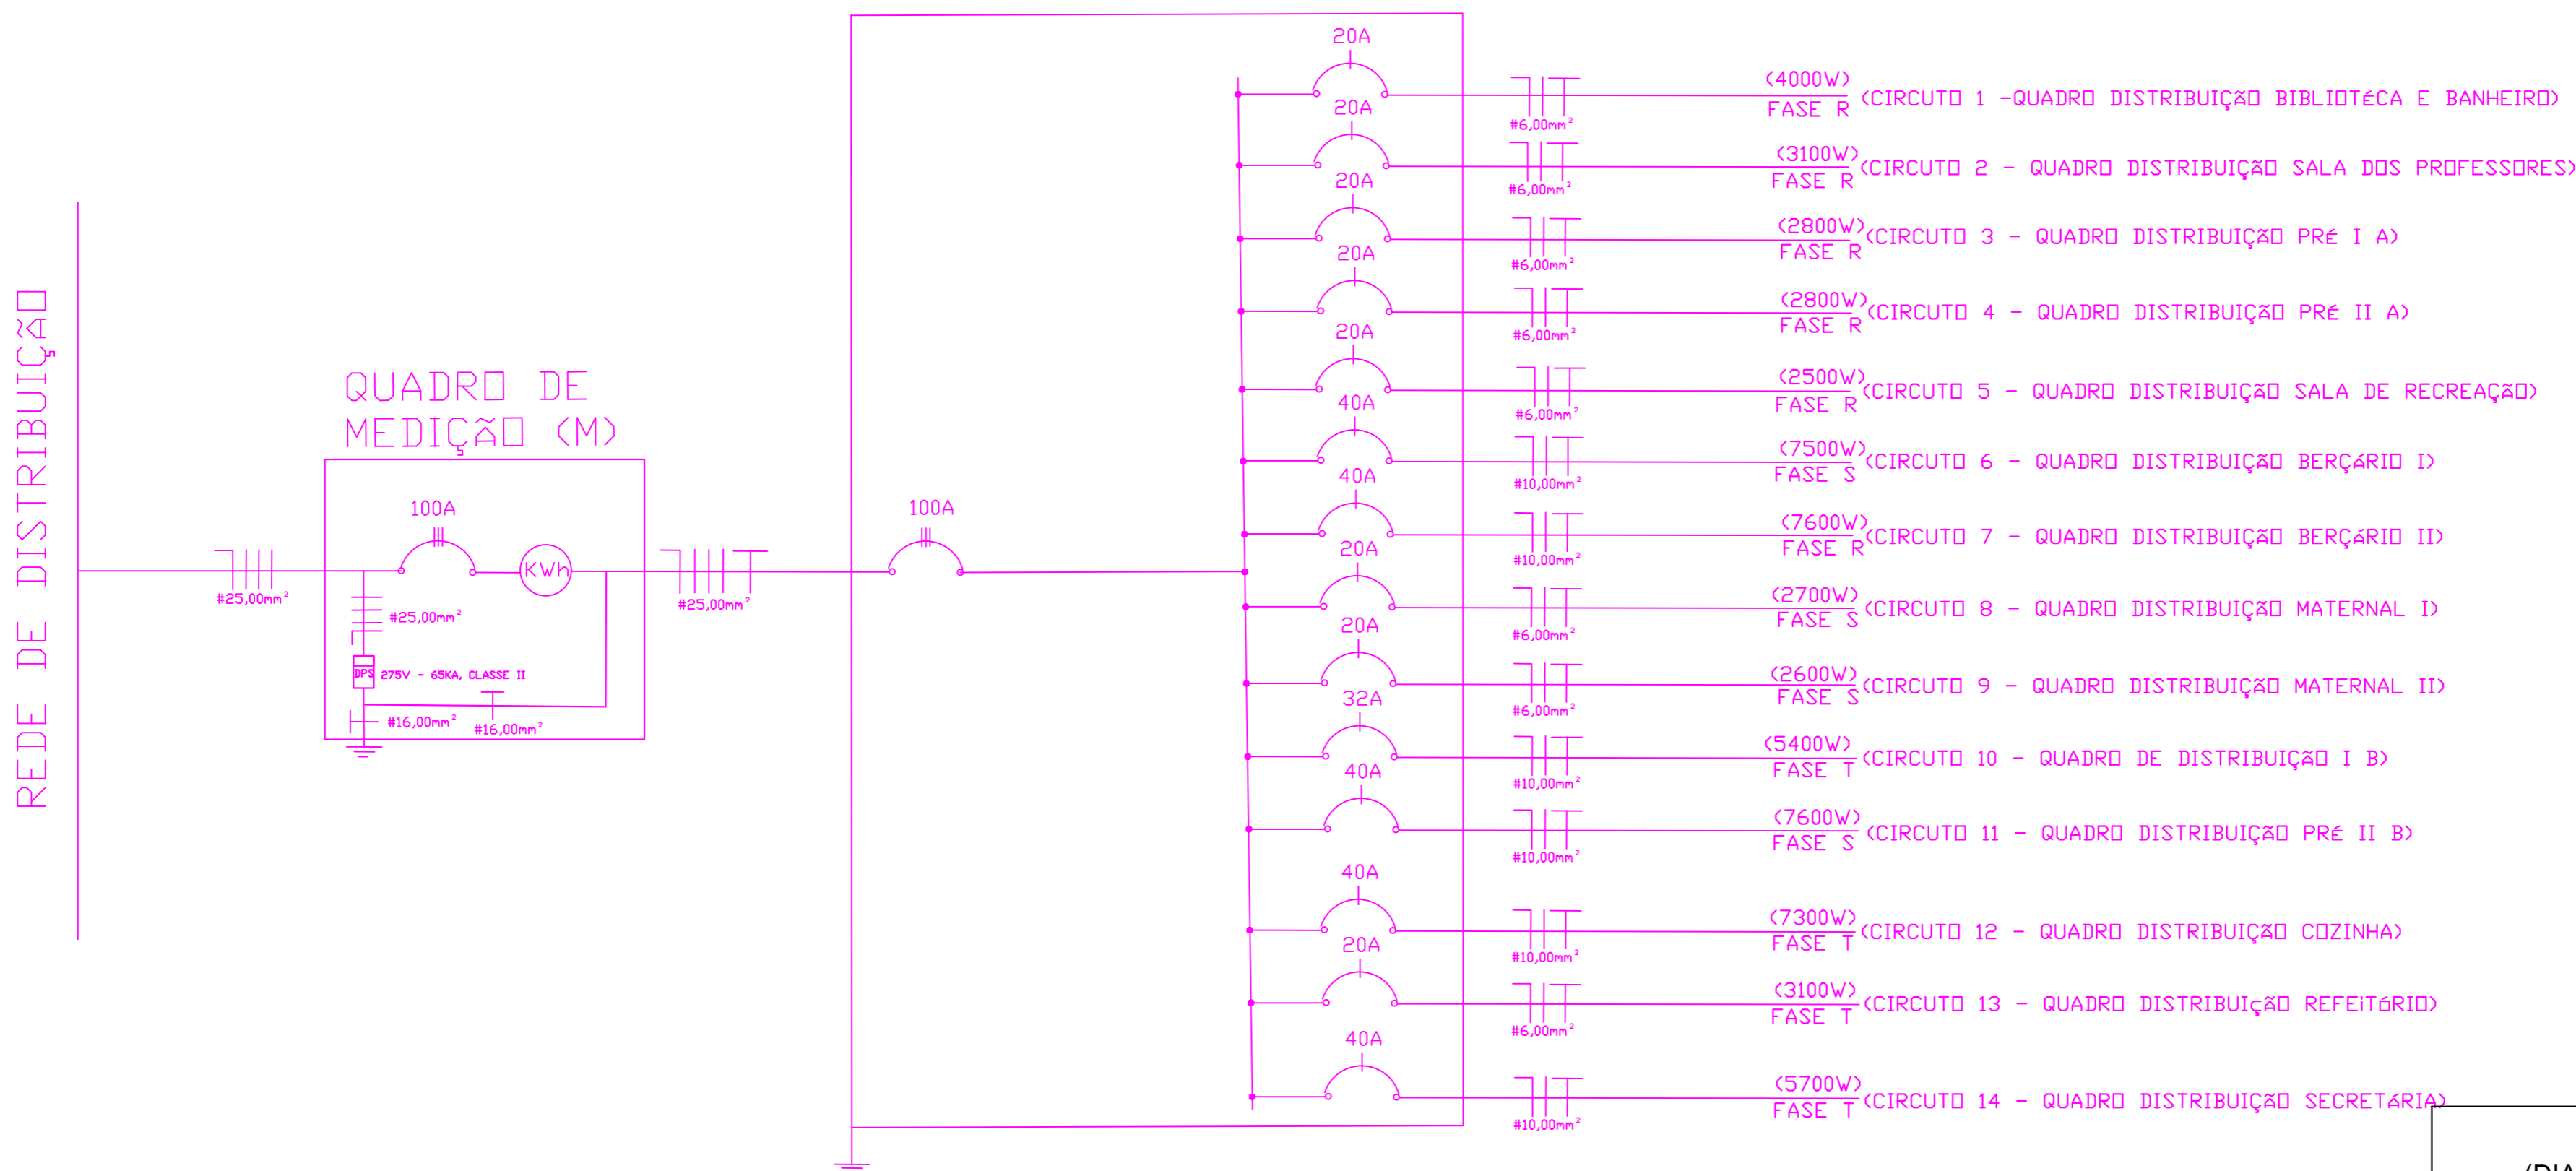 REDE DE DISTRIBUIÇÃO
QUADRO DE
MEDIÇÃO (M)
#25,00mm²
100A
KWh
#25,00mm²
DPS
275V - 65KA, CLASSE II
#16,00mm²
#16,00mm²
#25,00mm²
100A
20A
#6,00mm²
(4000W)
FASE R
(CIRCUTO 1 -QUADRO DISTRIBUIÇÃO BIBLIOTéCA E BANHEIRO)
20A
#6,00mm²
(3100W)
FASE R
(CIRCUTO 2 - QUADRO DISTRIBUIÇÃO SALA DOS PROFESSORES)
20A
#6,00mm²
(2800W)
FASE R
(CIRCUTO 3 - QUADRO DISTRIBUIÇÃO PRé I A)
20A
#6,00mm²
(2800W)
FASE R
(CIRCUTO 4 - QUADRO DISTRIBUIÇÃO PRé II A)
20A
#6,00mm²
(2500W)
FASE R
(CIRCUTO 5 - QUADRO DISTRIBUIÇÃO SALA DE RECREAÇÃO)
40A
#10,00mm²
(7500W)
FASE S
(CIRCUTO 6 - QUADRO DISTRIBUIÇÃO BERÇáRIO I)
40A
#10,00mm²
(7600W)
FASE R
(CIRCUTO 7 - QUADRO DISTRIBUIÇÃO BERÇáRIO II)
20A
#6,00mm²
(2700W)
FASE S
(CIRCUTO 8 - QUADRO DISTRIBUIÇÃO MATERNAL I)
20A
#6,00mm²
(2600W)
FASE S
(CIRCUTO 9 - QUADRO DISTRIBUIÇÃO MATERNAL II)
32A
#10,00mm²
(5400W)
FASE T
(CIRCUTO 10 - QUADRO DE DISTRIBUIÇÃO I B)
40A
#10,00mm²
(7600W)
FASE S
(CIRCUTO 11 - QUADRO DISTRIBUIÇÃO PRé II B)
40A
#10,00mm²
(7300W)
FASE T
(CIRCUTO 12 - QUADRO DISTRIBUIÇÃO COZINHA)
20A
#6,00mm²
(3100W)
FASE T
(CIRCUTO 13 - QUADRO DISTRIBUIçÃO REFEiTóRIO)
40A
#10,00mm²
(5700W)
FASE T
(CIRCUTO 14 - QUADRO DISTRIBUIÇÃO SECRETáRIA)